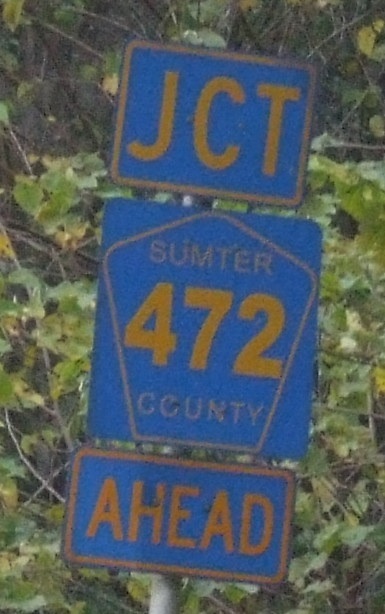 JCT
SUMTER
472
COUNTY
AHEAD